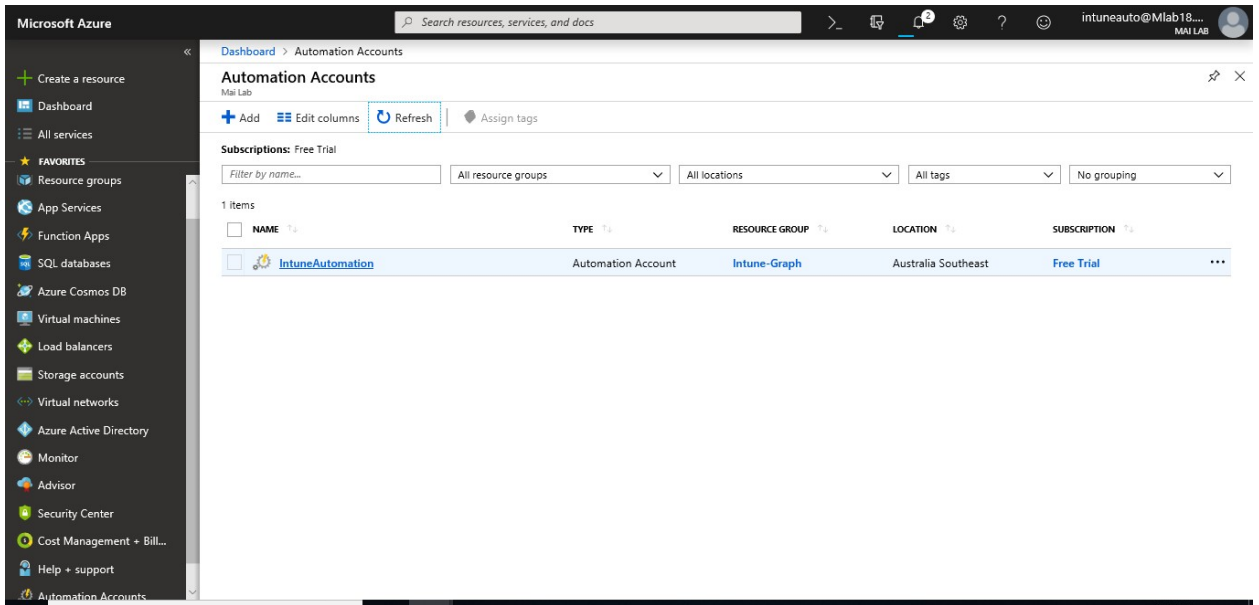 Microsoft Azure
Search resources, services, and docs
2
intuneauto@Mlab18....
MAI LAB
Create a resource
Dashboard
All services
FAVORITES
Resource groups
App Services
Function Apps
SQL databases
Azure Cosmos DB
Virtual machines
Load balancers
Storage accounts
Virtual networks
Azure Active Directory
Monitor
Advisor
Security Center
Cost Management + Bill...
Help + support
Automation Accounts
Dashboard > Automation Accounts
Automation Accounts
Mai Lab
Add Edit columns Refresh Assign tags
Subscriptions: Free Trial
Filter by name... All resource groups All locations All tags No grouping
1 items
NAME TYPE RESOURCE GROUP LOCATION SUBSCRIPTION
IntuneAutomation Automation Account Intune-Graph Australia Southeast Free Trial